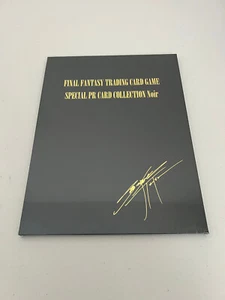 FINAL FANTASY TRADING CARD GAME
SPECIAL PR CARD COLLECTION Noir